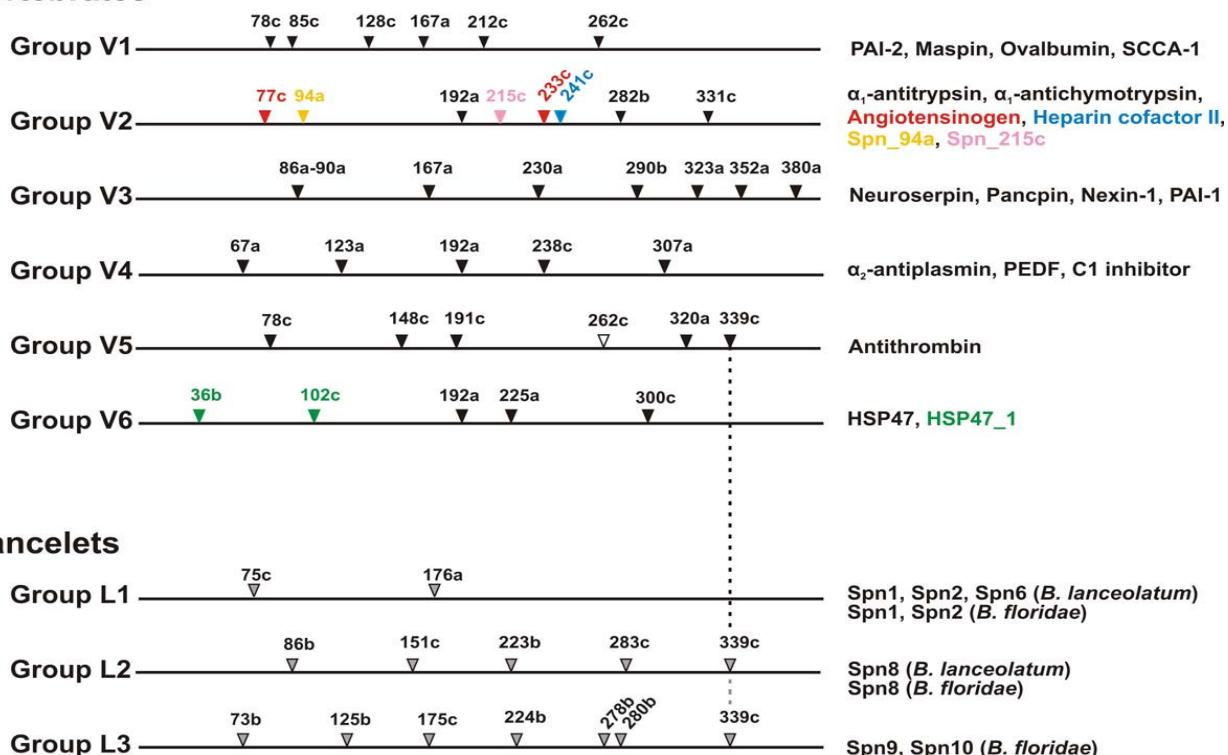 78c 85c 128c 167a 212c 262c
Group V1 PAI-2, Maspin, Ovalbumin, SCCA-1
77c 94a 192a 215c 233c 241c 282b 331c
α₁-antitrypsin, α₁-antichymotrypsin,
Group V2 Angiotensinogen, Heparin cofactor II,
Spn_94a, Spn_215c
86a-90a 167a 230a 290b 323a 352a 380a
Group V3 Neuroserpin, Pancpin, Nexin-1, PAI-1
67a 123a 192a 238c 307a
Group V4 α₂-antiplasmin, PEDF, C1 inhibitor
78c 148c 191c 262c 320a 339c
Group V5 Antithrombin
36b 102c 192a 225a 300c
Group V6 HSP47, HSP47_1
ancelets
75c 176a
Group L1 Spn1, Spn2, Spn6 (B. lanceolatum)
Spn1, Spn2 (B. floridae)
86b 151c 223b 283c 339c
Group L2 Spn8 (B. lanceolatum)
Spn8 (B. floridae)
73b 125b 175c 224b 278b 280b 339c
Group L3 Spn9, Spn10 (B. floridae)